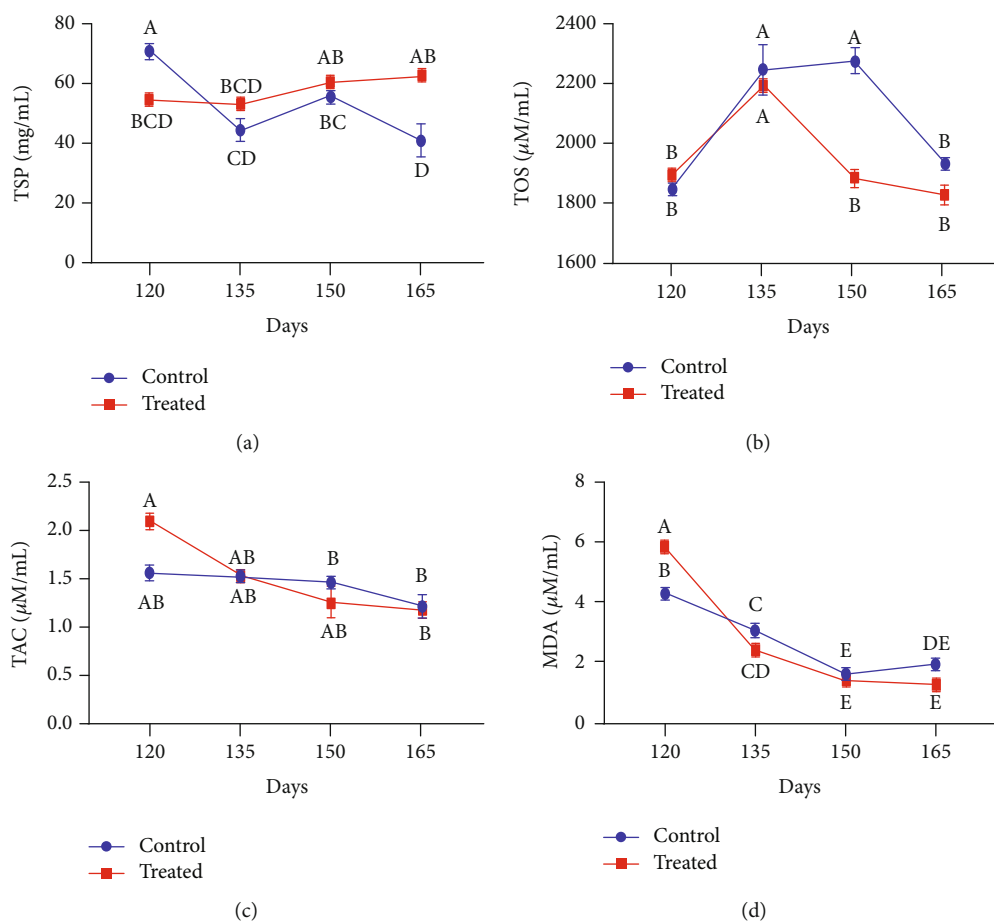 TSP (mg/mL)
80
60
40
20
0
A
BCD
BCD
CD
AB
BC
AB
D
120 135 150 165
Days
Control
Treated
(a)
TOS (μM/mL)
2400
2200
2000
1800
1600
B
B
A
A
A
B
B
B
120 135 150 165
Days
Control
Treated
(b)
TAC (μM/mL)
2.5
2.0
1.5
1.0
0.5
0.0
A
AB
AB
AB
B
AB
B
B
120 135 150 165
Days
Control
Treated
(c)
MDA (μM/mL)
8
6
4
2
0
A
B
C
CD
E
E
DE
E
120 135 150 165
Days
Control
Treated
(d)